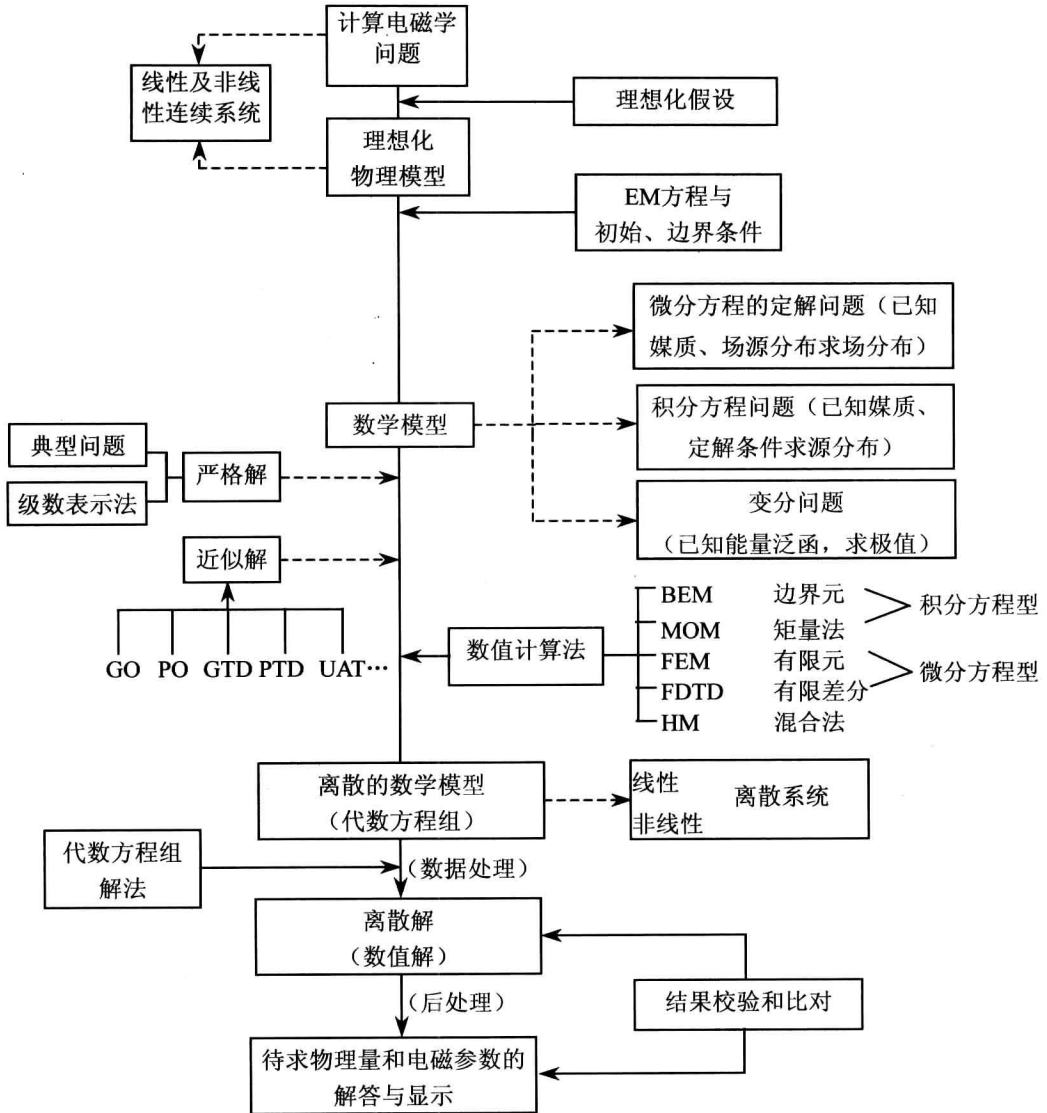 计算电磁学
问题
线性及非线
性连续系统
理想化假设
理想化
物理模型
EM方程与
初始、边界条件
微分方程的定解问题（已知
媒质、场源分布求场分布）
数学模型
积分方程问题（已知媒质、
定解条件求源分布）
典型问题
严格解
级数表示法
变分问题
（已知能量泛函，求极值）
近似解
GO PO GTD PTD UAT…
数值计算法
BEM 边界元
MOM 矩量法
积分方程型
FEM 有限元
FDTD 有限差分
微分方程型
HM 混合法
离散的数学模型
（代数方程组）
线性
离散系统
非线性
代数方程组
解法
（数据处理）
离散解
（数值解）
（后处理）
结果校验和比对
待求物理量和电磁参数的
解答与显示